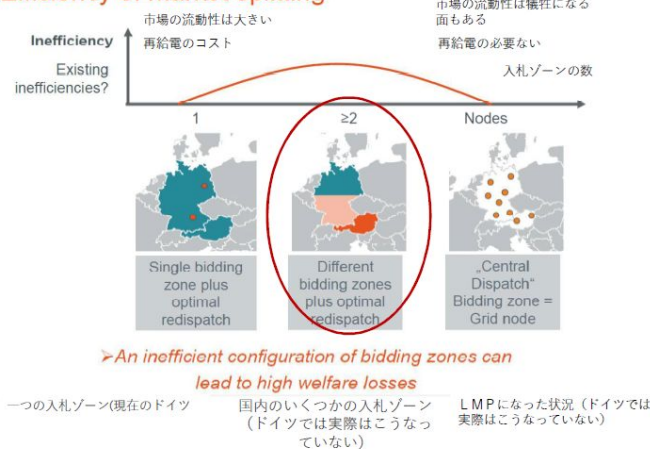 市場の流動性は大きい
市場の流動性は犠牲になる
面もある
Inefficiency
再給電のコスト
再給電の必要ない
Existing
inefficiencies?
入札ゾーンの数
1
≥2
Nodes
Single bidding
zone plus
optimal
redispatch
Different
bidding zones
plus optimal
redispatch
„Central
Dispatch“
Bidding zone =
Grid node
➢An inefficient configuration of bidding zones can
lead to high welfare losses
一つの入札ゾーン(現在のドイツ
国内のいくつかの入札ゾーン
（ドイツでは実際はこうなっ
ていない）
ＬＭＰになった状況（ドイツでは
実際はこうなっていない）